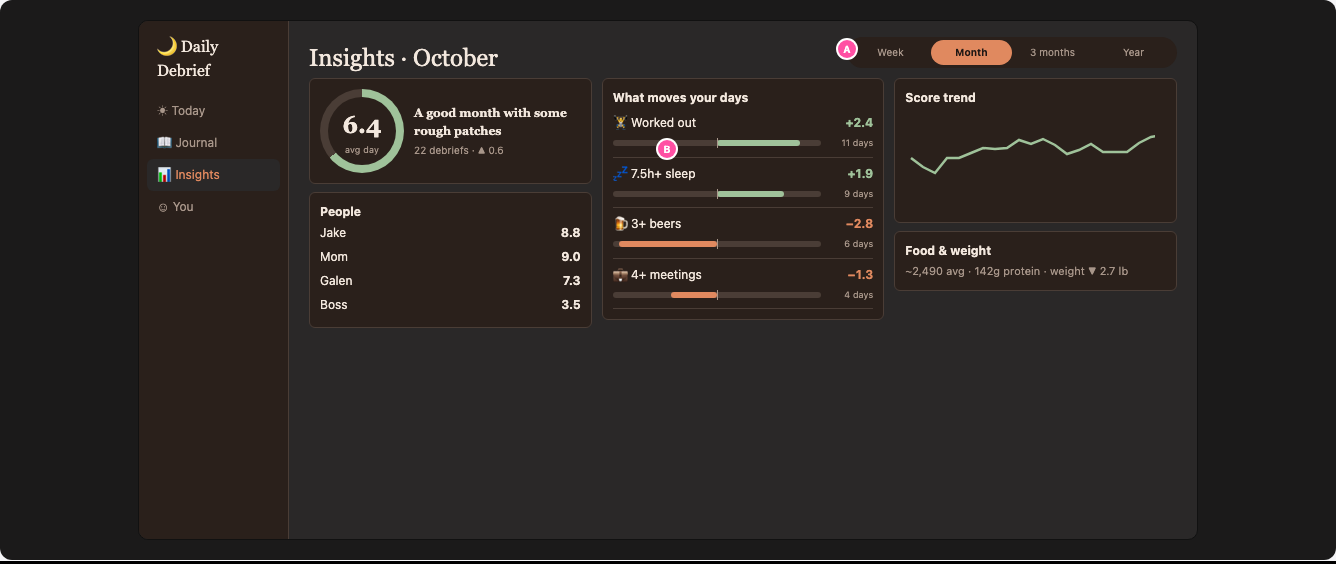 🌙 Daily
Debrief
☀ Today
📖 Journal
📊 Insights
☺ You
Insights · October
A
Week
Month
3 months
Year
6.4
avg day
A good month with some
rough patches
22 debriefs · ▲ 0.6
People
Jake 8.8
Mom 9.0
Galen 7.3
Boss 3.5
What moves your days
🏋 Worked out +2.4
B
11 days
💤 7.5h+ sleep +1.9
9 days
🍺 3+ beers −2.8
6 days
💼 4+ meetings −1.3
4 days
Score trend
Food & weight
~2,490 avg · 142g protein · weight ▼ 2.7 lb